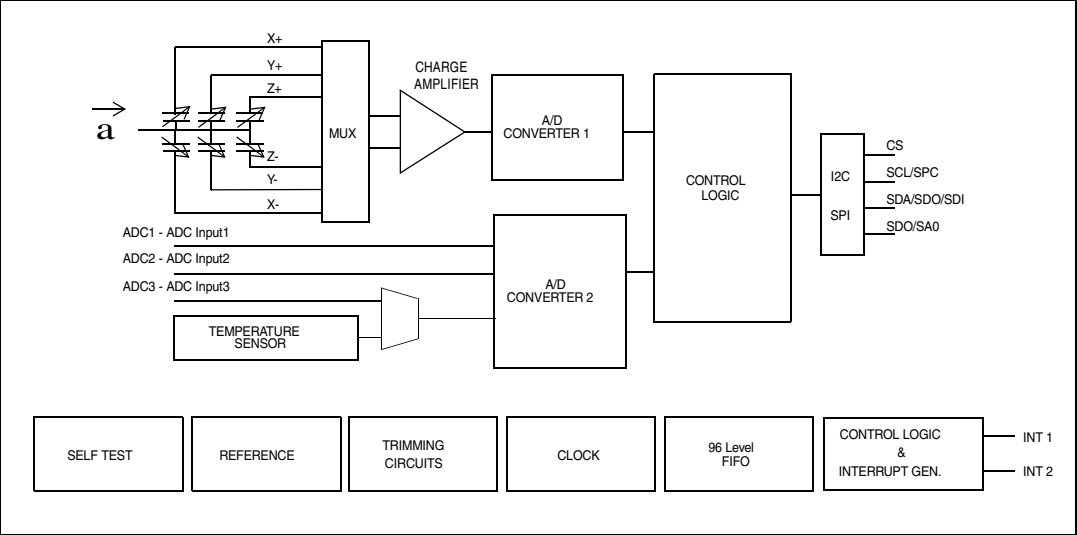 X+
Y+
Z+
a
Z-
Y-
X-
MUX
CHARGE
AMPLIFIER
A/D
CONVERTER 1
CONTROL
LOGIC
I2C
SPI
CS
SCL/SPC
SDA/SDO/SDI
SDO/SA0
ADC1 - ADC Input1
ADC2 - ADC Input2
ADC3 - ADC Input3
TEMPERATURE
SENSOR
A/D
CONVERTER 2
SELF TEST
REFERENCE
TRIMMING
CIRCUITS
CLOCK
96 Level
FIFO
CONTROL LOGIC
&
INTERRUPT GEN.
INT 1
INT 2